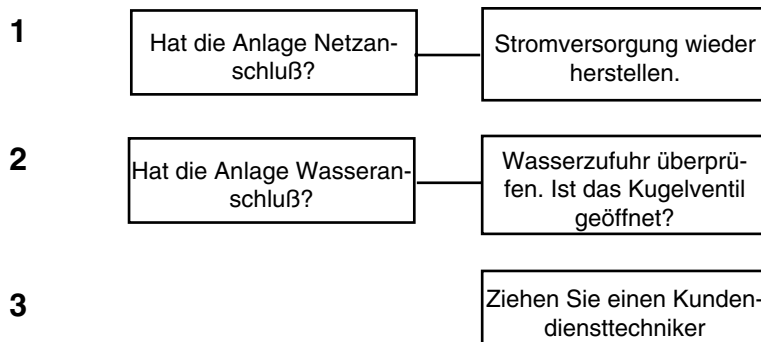 1
Hat die Anlage Netzan-
schluß?
Stromversorgung wieder
herstellen.
2
Hat die Anlage Wasseran-
schluß?
Wasserzufuhr überprü-
fen. Ist das Kugelventil
geöffnet?
3
Ziehen Sie einen Kunden-
diensttechniker